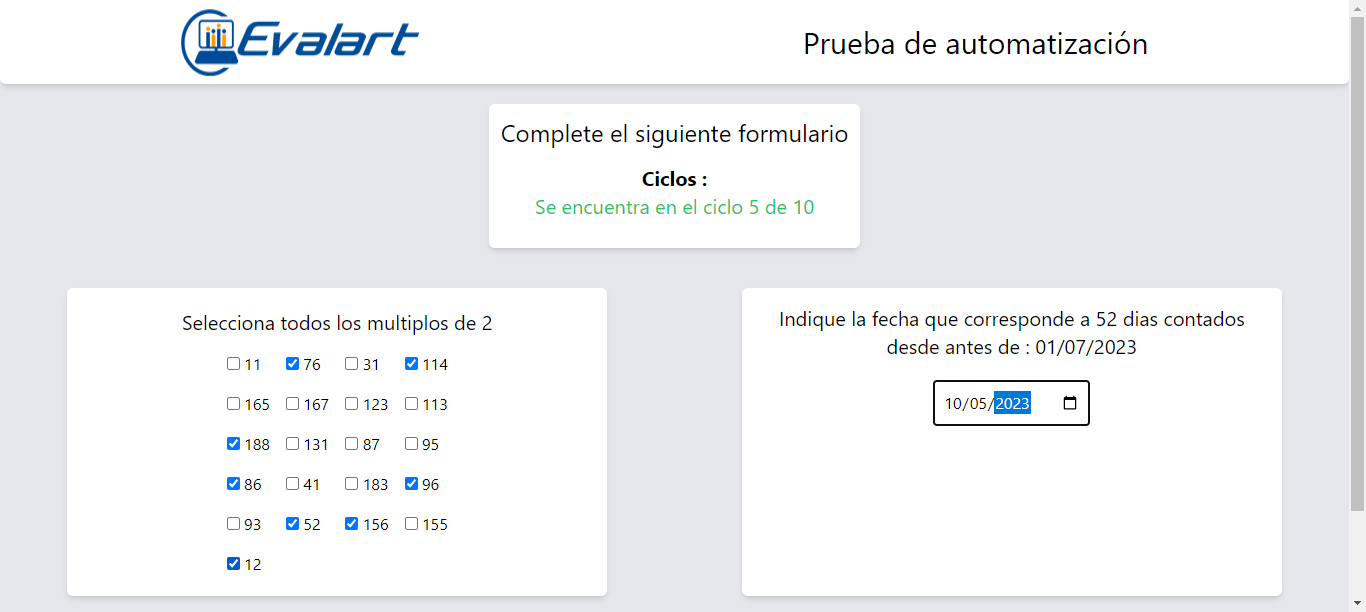 Evalart
Prueba de automatización
Complete el siguiente formulario
Ciclos :
Se encuentra en el ciclo 5 de 10
Selecciona todos los multiplos de 2
11 76 31 114
165 167 123 113
188 131 87 95
86 41 183 96
93 52 156 155
12
Indique la fecha que corresponde a 52 dias contados
desde antes de : 01/07/2023
10/05/2023